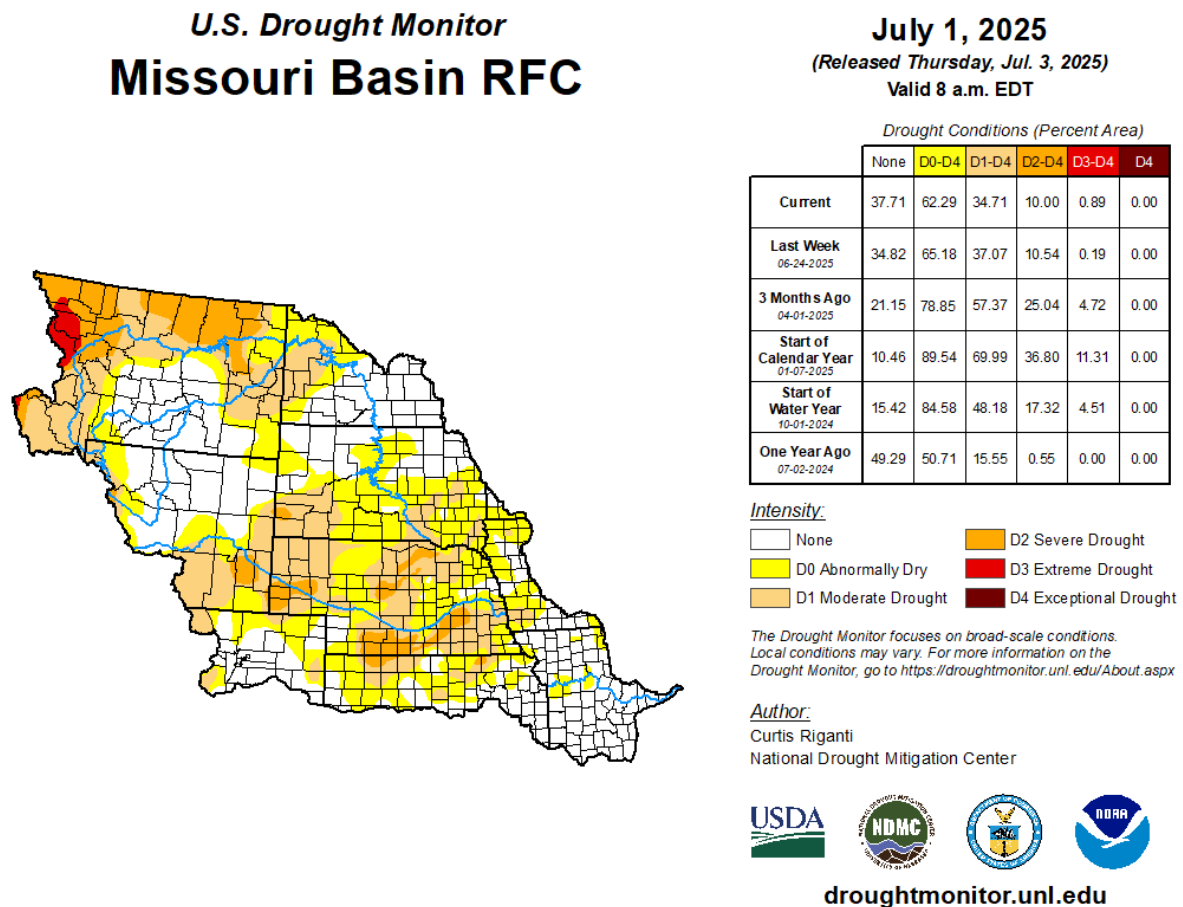 U.S. Drought Monitor
Missouri Basin RFC
July 1, 2025
(Released Thursday, Jul. 3, 2025)
Valid 8 a.m. EDT
Drought Conditions (Percent Area)
None D0-D4 D1-D4 D2-D4 D3-D4 D4
Current 37.71 62.29 34.71 10.00 0.89 0.00
Last Week
06-24-2025 34.82 65.18 37.07 10.54 0.19 0.00
3 Months Ago
04-01-2025 21.15 78.85 57.37 25.04 4.72 0.00
Start of
Calendar Year
01-07-2025 10.46 89.54 69.99 36.80 11.31 0.00
Start of
Water Year
10-01-2024 15.42 84.58 48.18 17.32 4.51 0.00
One Year Ago
07-02-2024 49.29 50.71 15.55 0.55 0.00 0.00
Intensity:
None
D0 Abnormally Dry
D1 Moderate Drought
D2 Severe Drought
D3 Extreme Drought
D4 Exceptional Drought
The Drought Monitor focuses on broad-scale conditions.
Local conditions may vary. For more information on the
Drought Monitor, go to https://droughtmonitor.unl.edu/About.aspx
Author:
Curtis Riganti
National Drought Mitigation Center
USDA
NDMC
NOAA
droughtmonitor.unl.edu